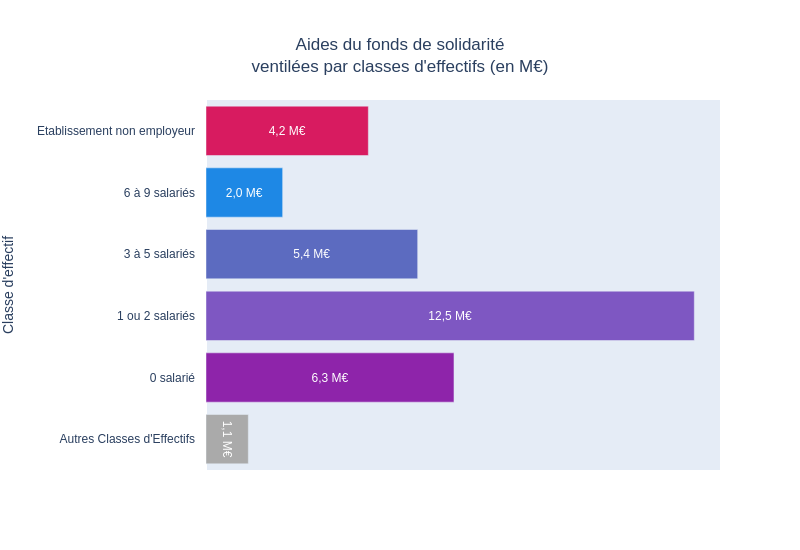 Aides du fonds de solidarité
ventilées par classes d'effectifs (en M€)
Classe d'effectif
Etablissement non employeur
4,2 M€
6 à 9 salariés
2,0 M€
3 à 5 salariés
5,4 M€
1 ou 2 salariés
12,5 M€
0 salarié
6,3 M€
Autres Classes d'Effectifs
1,1 M€